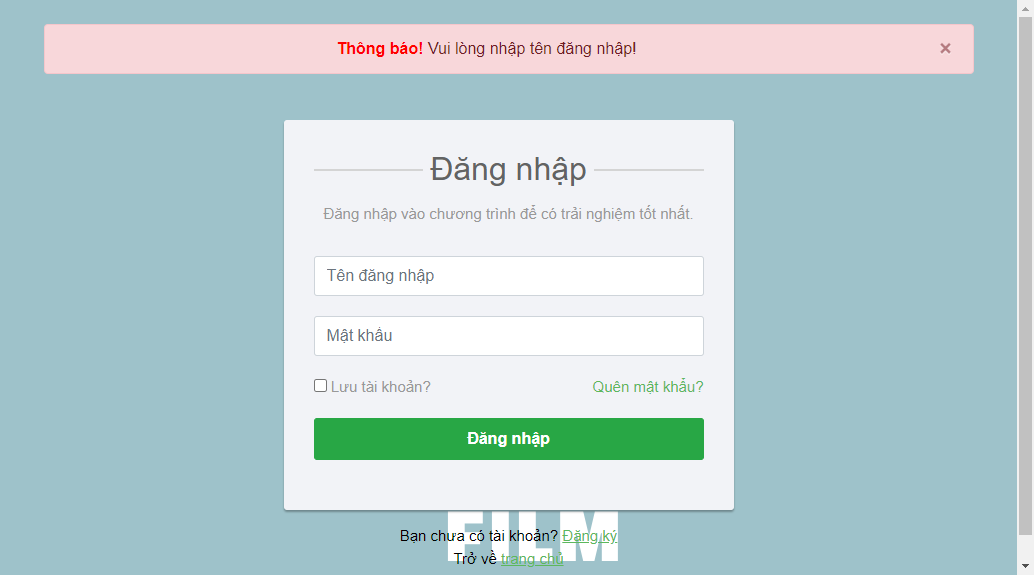 Thông báo! Vui lòng nhập tên đăng nhập!
×
Đăng nhập
Đăng nhập vào chương trình để có trải nghiệm tốt nhất.
Tên đăng nhập
Mật khẩu
Lưu tài khoản?
Quên mật khẩu?
Đăng nhập
FILM
Bạn chưa có tài khoản? Đăng ký
Trở về trang chủ